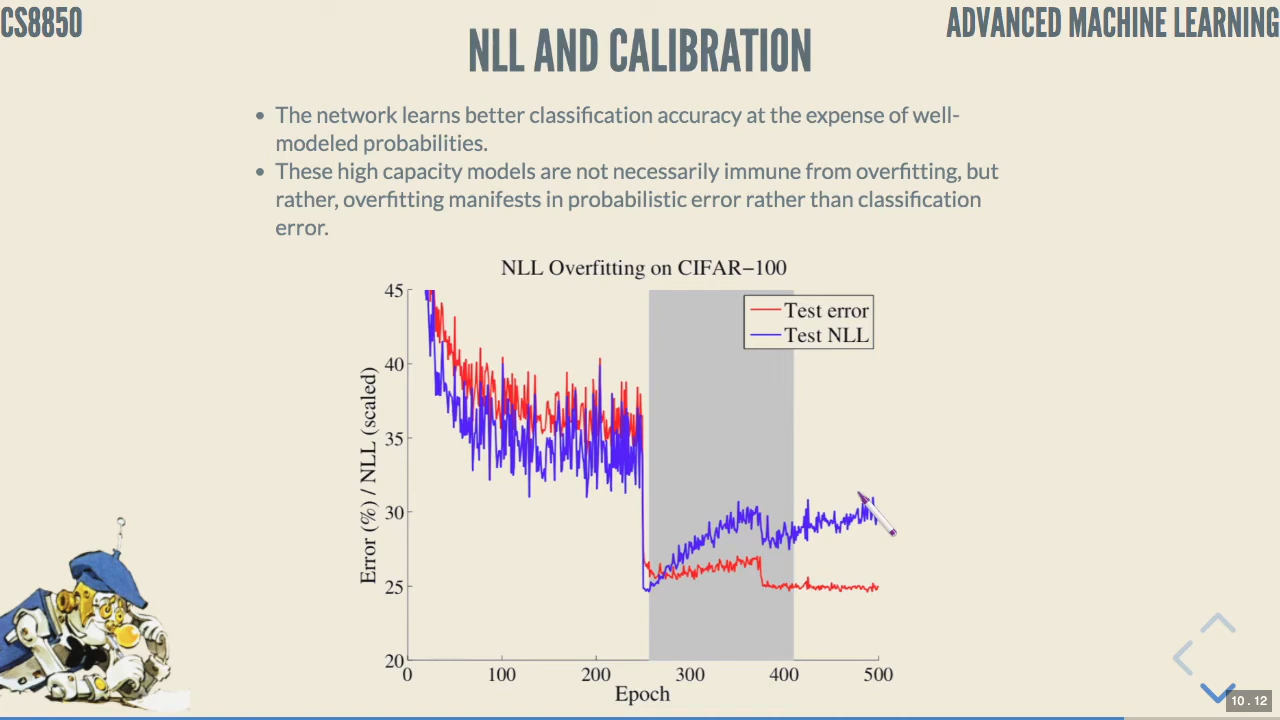 CS8850
ADVANCED MACHINE LEARNING
NLL AND CALIBRATION
• The network learns better classification accuracy at the expense of well-
modeled probabilities.
• These high capacity models are not necessarily immune from overfitting, but
rather, overfitting manifests in probabilistic error rather than classification
error.
NLL Overfitting on CIFAR−100
Test error
Test NLL
Error (%) / NLL (scaled)
45
40
35
30
25
20
0 100 200 300 400 500
Epoch
10.12